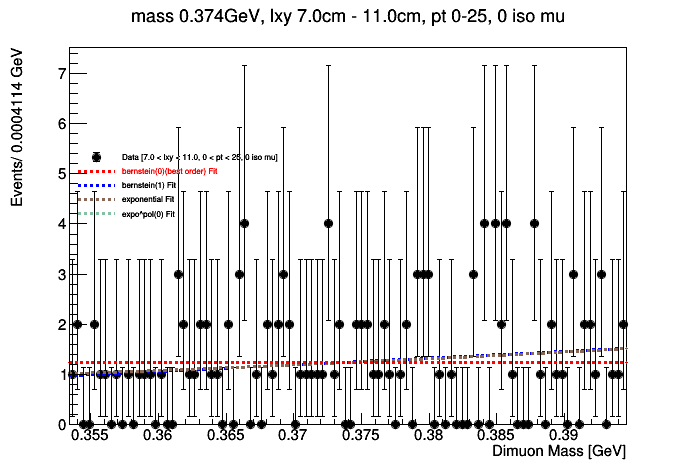 mass 0.374GeV, lxy 7.0cm - 11.0cm, pt 0-25, 0 iso mu
Events/ 0.0004114 GeV
7
6
5
4
3
2
1
0
Data [7.0 < lxy < 11.0, 0 < pt < 25, 0 iso mu]
bernstein(0)(best order) Fit
bernstein(1) Fit
exponential Fit
expo^pol(0) Fit
0.355 0.36 0.365 0.37 0.375 0.38 0.385 0.39
Dimuon Mass [GeV]